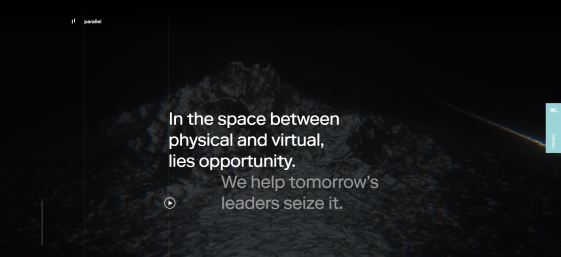 parallel
W.
In the space between
physical and virtual,
lies opportunity.
We help tomorrow's
leaders seize it.